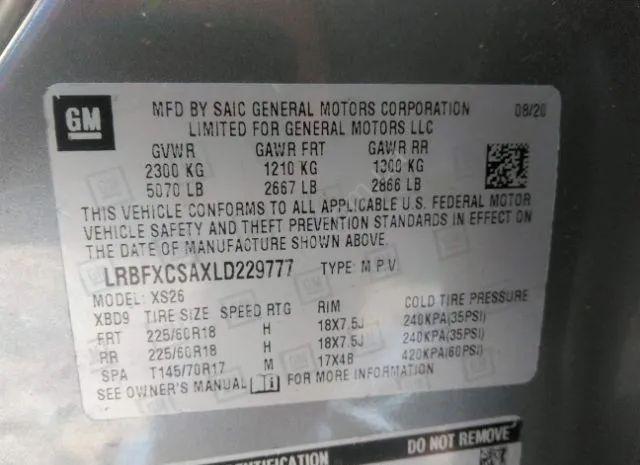 GM
MFD BY SAIC GENERAL MOTORS CORPORATION 08/20
LIMITED FOR GENERAL MOTORS LLC
GVWR GAWR FRT GAWR RR
2300 KG 1210 KG 1300 KG
5070 LB 2667 LB 2866 LB
THIS VEHICLE CONFORMS TO ALL APPLICABLE U.S. FEDERAL MOTOR
VEHICLE SAFETY AND THEFT PREVENTION STANDARDS IN EFFECT ON
THE DATE OF MANUFACTURE SHOWN ABOVE.
LRBFXCSAXLD229777 TYPE: M.P.V
MODEL: XS26
XBD9 TIRE SIZE SPEED RTG RIM COLD TIRE PRESSURE
FRT 225/60R18 H 18X7.5J 240KPA(35PSI)
RR 225/60R18 H 18X7.5J 240KPA(35PSI)
SPA T145/70R17 M 17X4B 420KPA(60PSI)
SEE OWNER'S MANUAL FOR MORE INFORMATION
DO NOT REMOVE
IDENTIFICATION